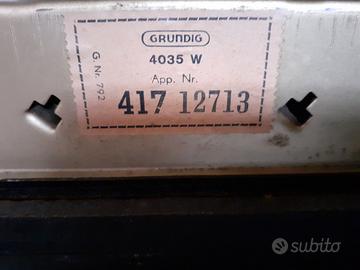 GRUNDIG
4035 W
App. Nr.
417 12713
G. Nr. 792
subito